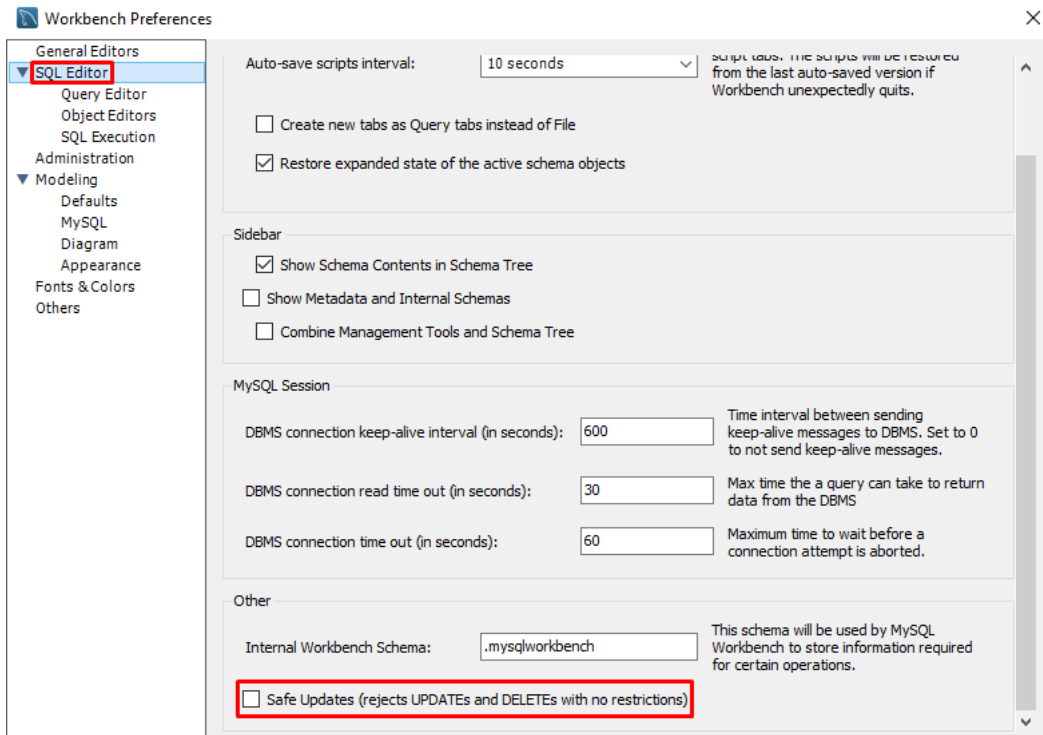 Workbench Preferences
General Editors
SQL Editor
Query Editor
Object Editors
SQL Execution
Administration
Modeling
Defaults
MySQL
Diagram
Appearance
Fonts & Colors
Others
Auto-save scripts interval:
10 seconds
script tabs. The scripts will be restored
from the last auto-saved version if
Workbench unexpectedly quits.
Create new tabs as Query tabs instead of File
Restore expanded state of the active schema objects
Sidebar
Show Schema Contents in Schema Tree
Show Metadata and Internal Schemas
Combine Management Tools and Schema Tree
MySQL Session
DBMS connection keep-alive interval (in seconds):
600
Time interval between sending
keep-alive messages to DBMS. Set to 0
to not send keep-alive messages.
DBMS connection read time out (in seconds):
30
Max time the a query can take to return
data from the DBMS
DBMS connection time out (in seconds):
60
Maximum time to wait before a
connection attempt is aborted.
Other
Internal Workbench Schema:
.mysqlworkbench
This schema will be used by MySQL
Workbench to store information required
for certain operations.
Safe Updates (rejects UPDATEs and DELETEs with no restrictions)